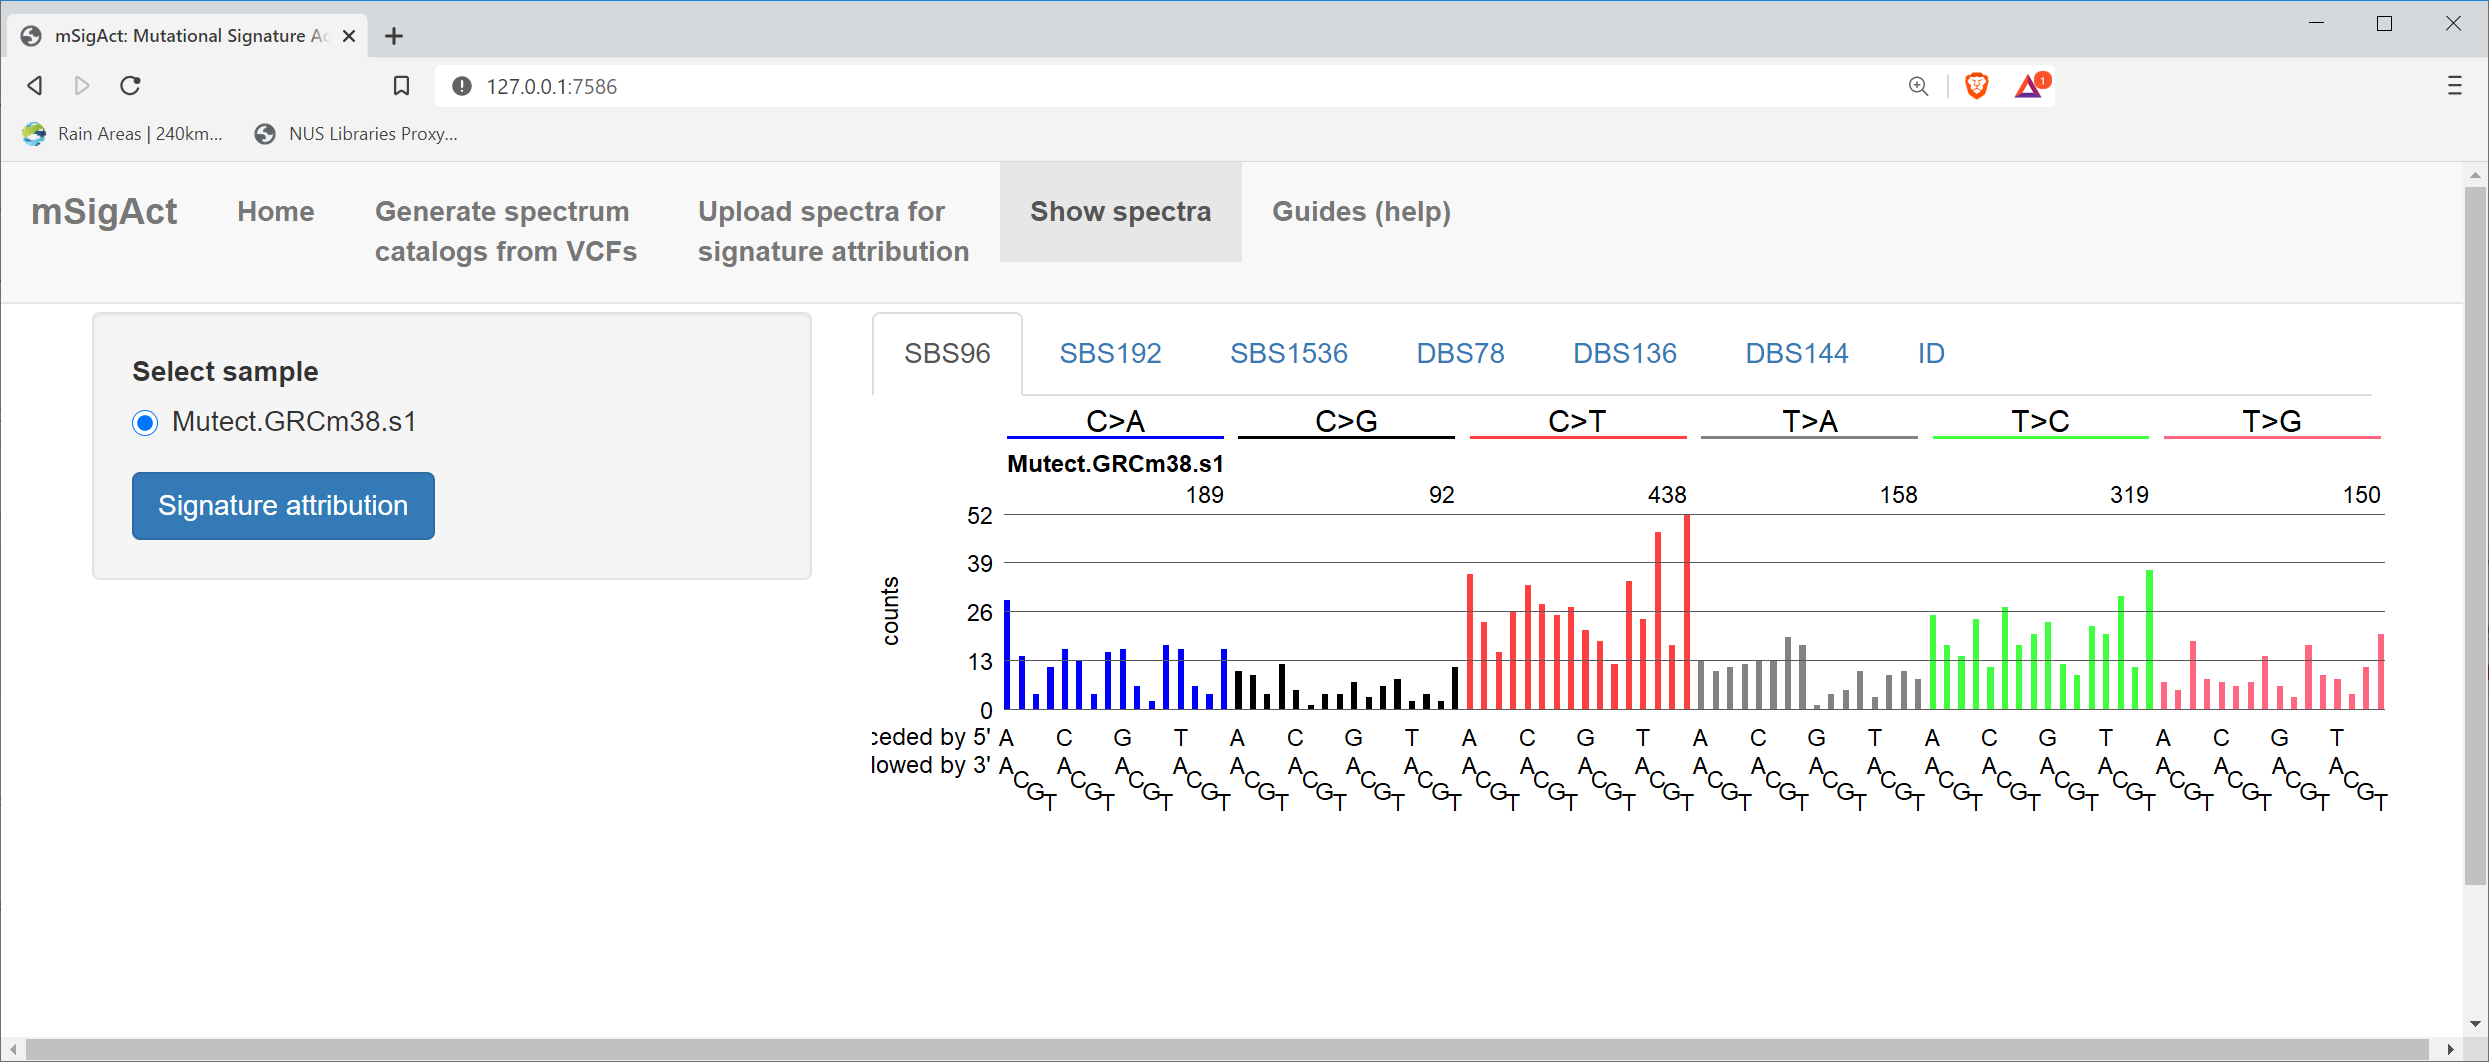 mSigAct: Mutational Signature Ac
127.0.0.1:7586
1
Rain Areas | 240km... NUS Libraries Proxy...
mSigAct Home Generate spectrum catalogs from VCFs Upload spectra for signature attribution Show spectra Guides (help)
Select sample
Mutect.GRCm38.s1
Signature attribution
SBS96 SBS192 SBS1536 DBS78 DBS136 DBS144 ID
C>A C>G C>T T>A T>C T>G
Mutect.GRCm38.s1
189 92 438 158 319 150
52
39
26
13
0
counts
ceded by 5' A C G T A C G T A C G T A C G T A C G T A C G T
lowed by 3' ACGT ACGT ACGT ACGT ACGT ACGT ACGT ACGT ACGT ACGT ACGT ACGT ACGT ACGT ACGT ACGT ACGT ACGT ACGT ACGT ACGT ACGT ACGT ACGT